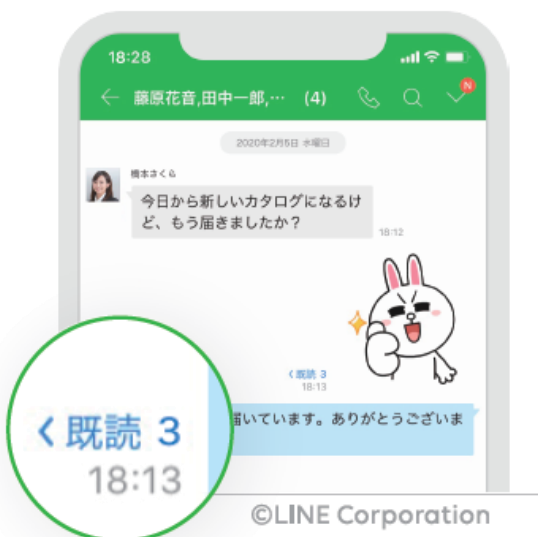 18:28
藤原花音,田中一郎,… (4)
N
2020年2月5日 水曜日
橋本さくら
今日から新しいカタログになるけ
ど、もう届きましたか？
18:12
く既読 3
18:13
届いています。ありがとうございま
く既読 3
18:13
©LINE Corporation